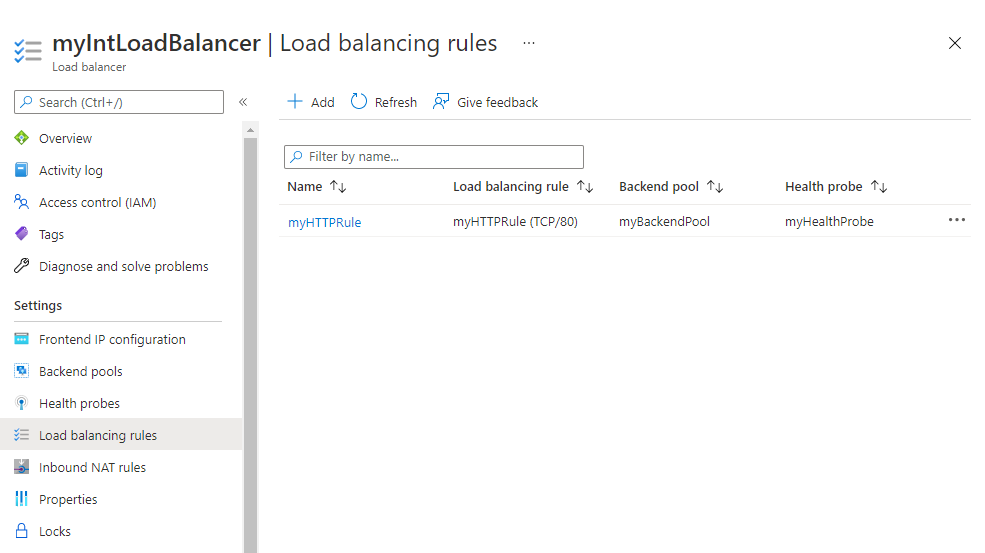 myIntLoadBalancer | Load balancing rules ...
Load balancer
Search (Ctrl+/)
«
Overview
Activity log
Access control (IAM)
Tags
Diagnose and solve problems
Settings
Frontend IP configuration
Backend pools
Health probes
Load balancing rules
Inbound NAT rules
Properties
Locks
Add Refresh Give feedback
Filter by name...
Name ↑↓ Load balancing rule ↑↓ Backend pool ↑↓ Health probe ↑↓
myHTTPRule myHTTPRule (TCP/80) myBackendPool myHealthProbe ...